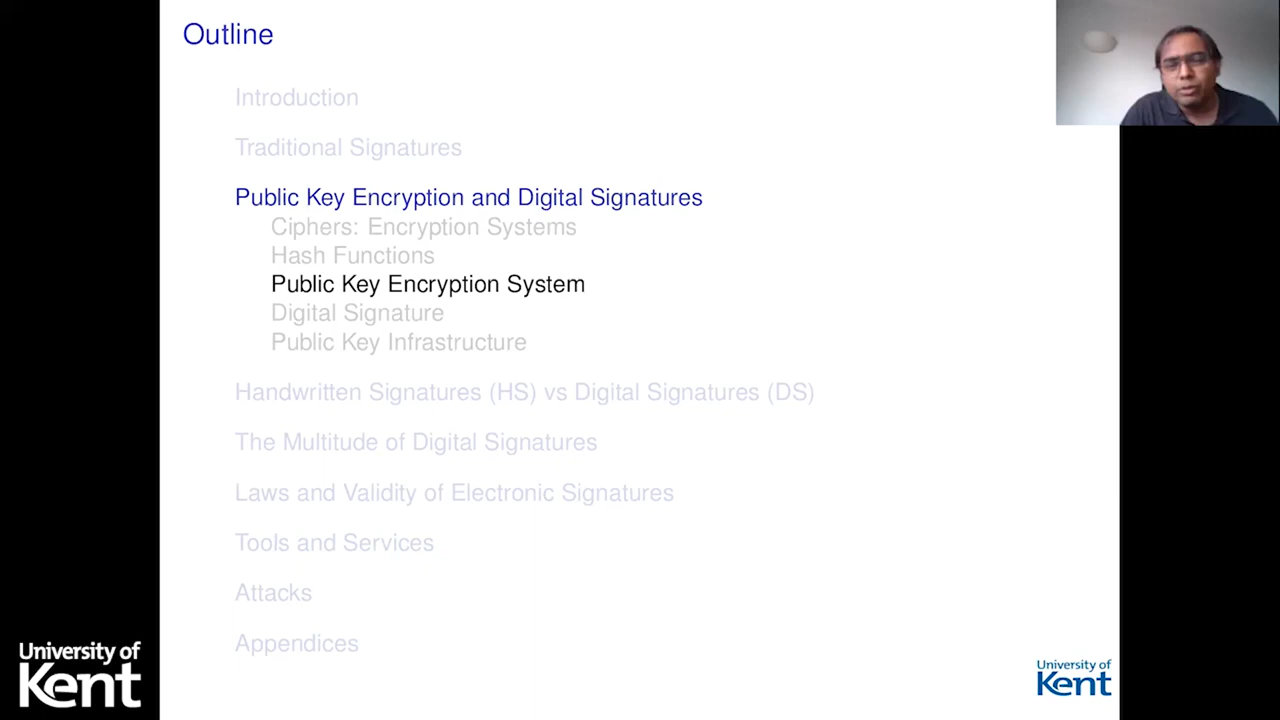 Outline
Introduction
Traditional Signatures
Public Key Encryption and Digital Signatures
Ciphers: Encryption Systems
Hash Functions
Public Key Encryption System
Digital Signature
Public Key Infrastructure
Handwritten Signatures (HS) vs Digital Signatures (DS)
The Multitude of Digital Signatures
Laws and Validity of Electronic Signatures
Tools and Services
Attacks
Appendices
University of
Kent
University of
Kent